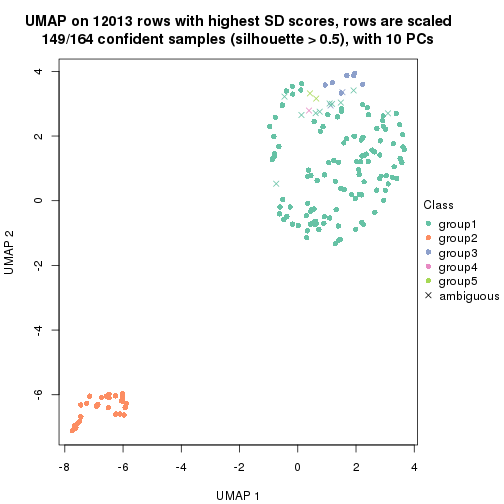 UMAP on 12013 rows with highest SD scores, rows are scaled
149/164 confident samples (silhouette > 0.5), with 10 PCs
4
2
0
-2
-4
-6
UMAP 2
-8
-6
-4
-2
0
2
4
UMAP 1
Class
group1
group2
group3
group4
group5
ambiguous